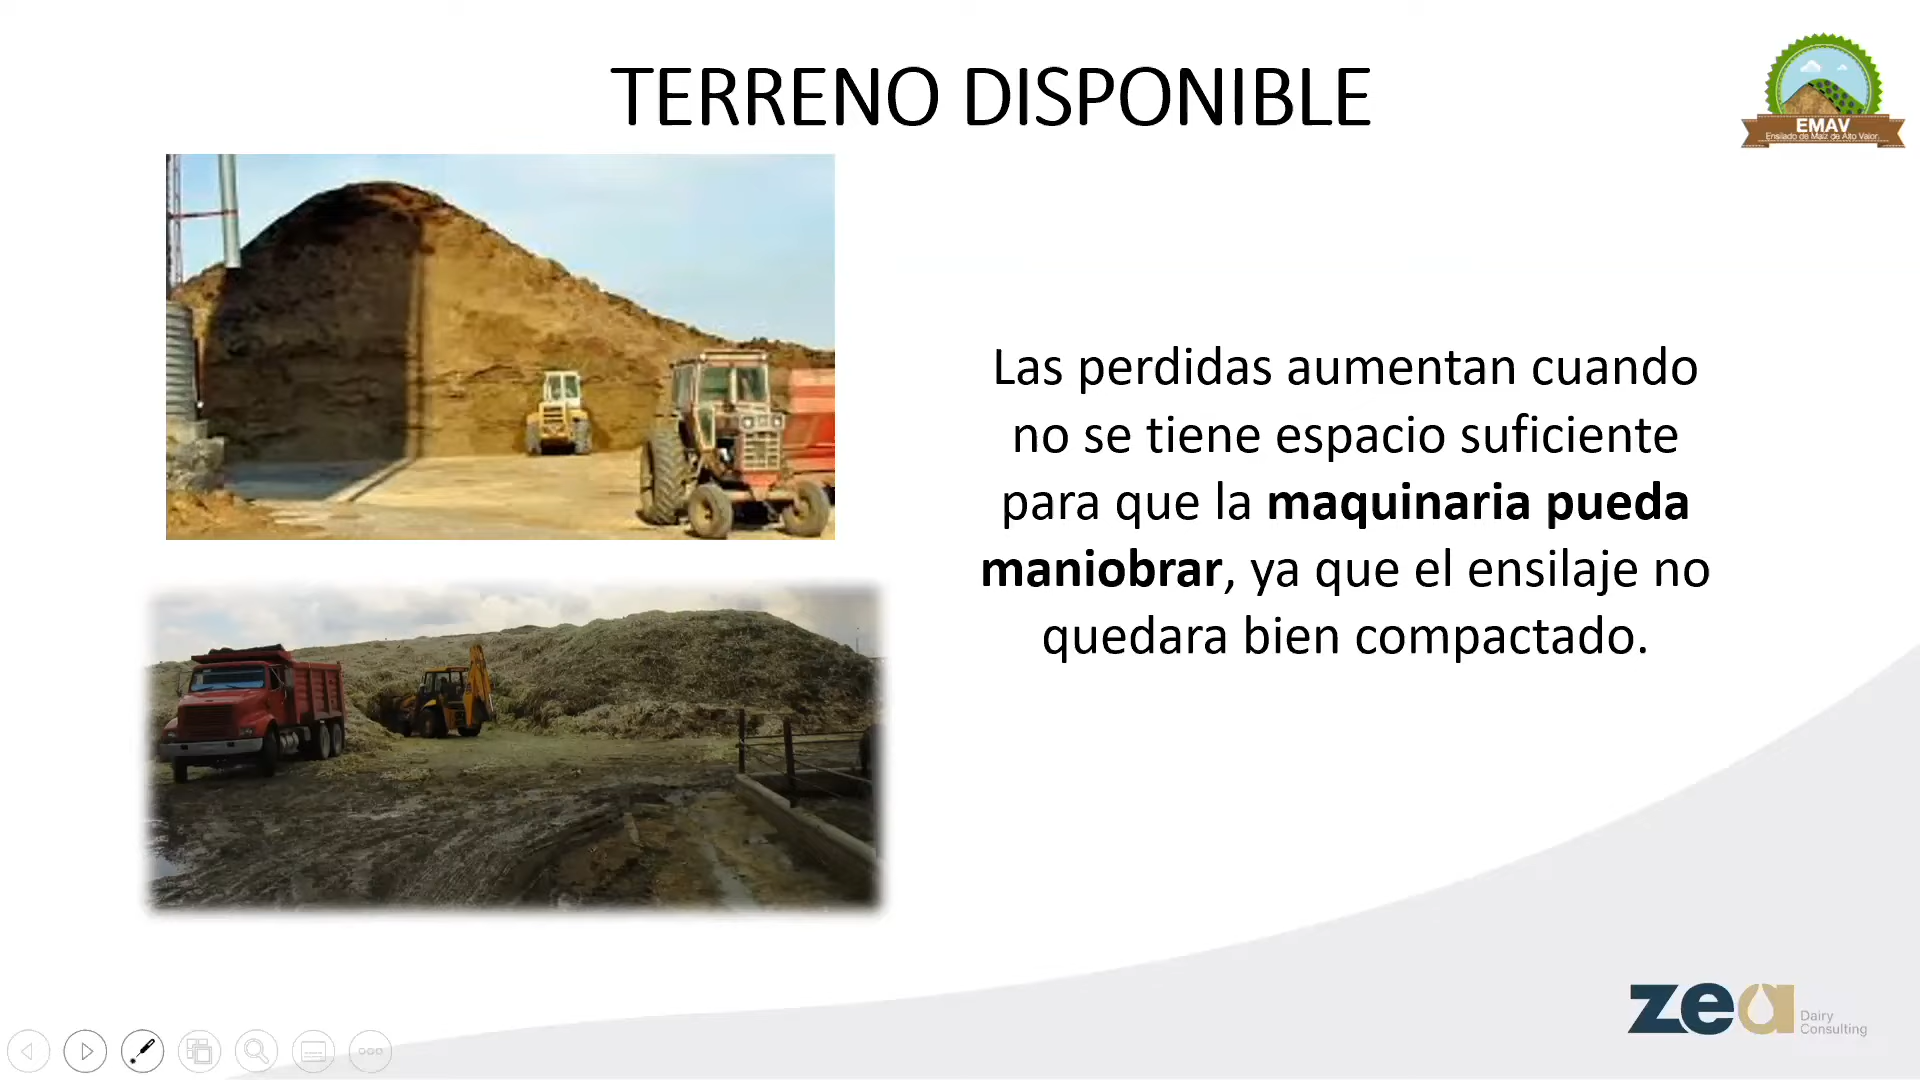 TERRENO DISPONIBLE
EMAV
Ensilado de Maíz de Alto Valor.
Las perdidas aumentan cuando
no se tiene espacio suficiente
para que la maquinaria pueda
maniobrar, ya que el ensilaje no
quedara bien compactado.
zea
Dairy
Consulting